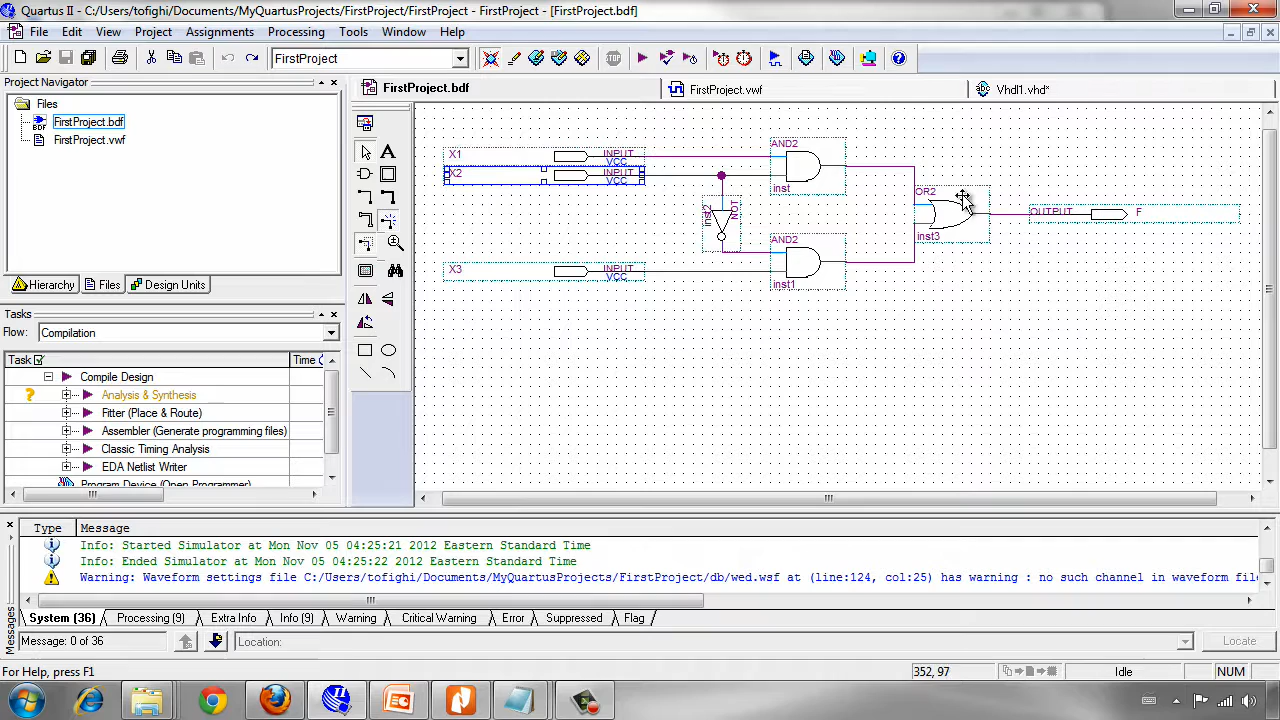 Quartus II - C:/Users/tofighi/Documents/MyQuartusProjects/FirstProject/FirstProject - FirstProject - [FirstProject.bdf]
File Edit View Project Assignments Processing Tools Window Help
FirstProject
Project Navigator
Files
FirstProject.bdf
FirstProject.vwf
Hierarchy Files Design Units
Tasks
Flow: Compilation
Task Time
Compile Design
Analysis & Synthesis
Fitter (Place & Route)
Assembler (Generate programming files)
Classic Timing Analysis
EDA Netlist Writer
Program Device (Open Programmer)
FirstProject.bdf FirstProject.vwf Vhdl1.vhd*
X1 INPUT
VCC
X2 INPUT
VCC
X3 INPUT
VCC
AND2
inst
NOT
inst2
AND2
inst1
OR2
inst3
OUTPUT F
Type Message
Info: Started Simulator at Mon Nov 05 04:25:21 2012 Eastern Standard Time
Info: Ended Simulator at Mon Nov 05 04:25:22 2012 Eastern Standard Time
Warning: Waveform settings file C:/Users/tofighi/Documents/MyQuartusProjects/FirstProject/db/wed.wsf at (line:124, col:25) has warning : no such channel in waveform file
System (36) Processing (9) Extra Info Info (9) Warning Critical Warning Error Suppressed Flag
Messages
Message: 0 of 36 Location: Locate
For Help, press F1 352, 97 Idle NUM